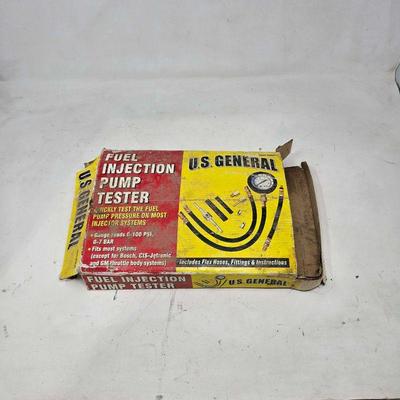 FUEL
INJECTION
PUMP
TESTER
U.S. GENERAL
QUICKLY TEST THE FUEL
PUMP PRESSURE ON MOST
INJECTOR SYSTEMS
• Gauge reads 0-100 PSI,
0-7 BAR
• Fits most systems
(except for Bosch, CIS-Jetronic
and GM throttle body systems)
Includes Flex Hoses, Fittings & Instructions
U.S. GENERAL
FUEL INJECTION
PUMP TESTER
U.S. GENERAL